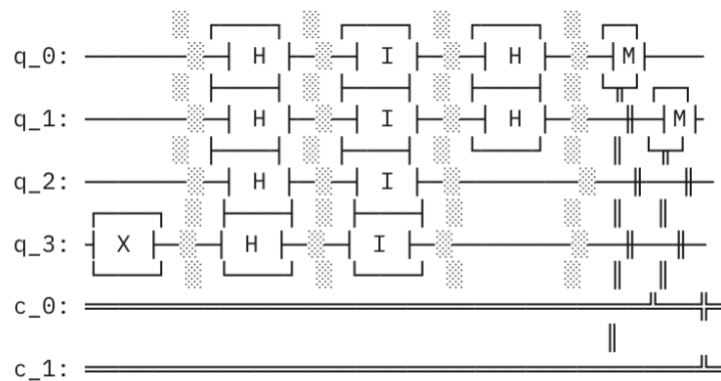 q_0: H I H M
q_1: H I H M
q_2: H I
q_3: X H I
c_0:
c_1: